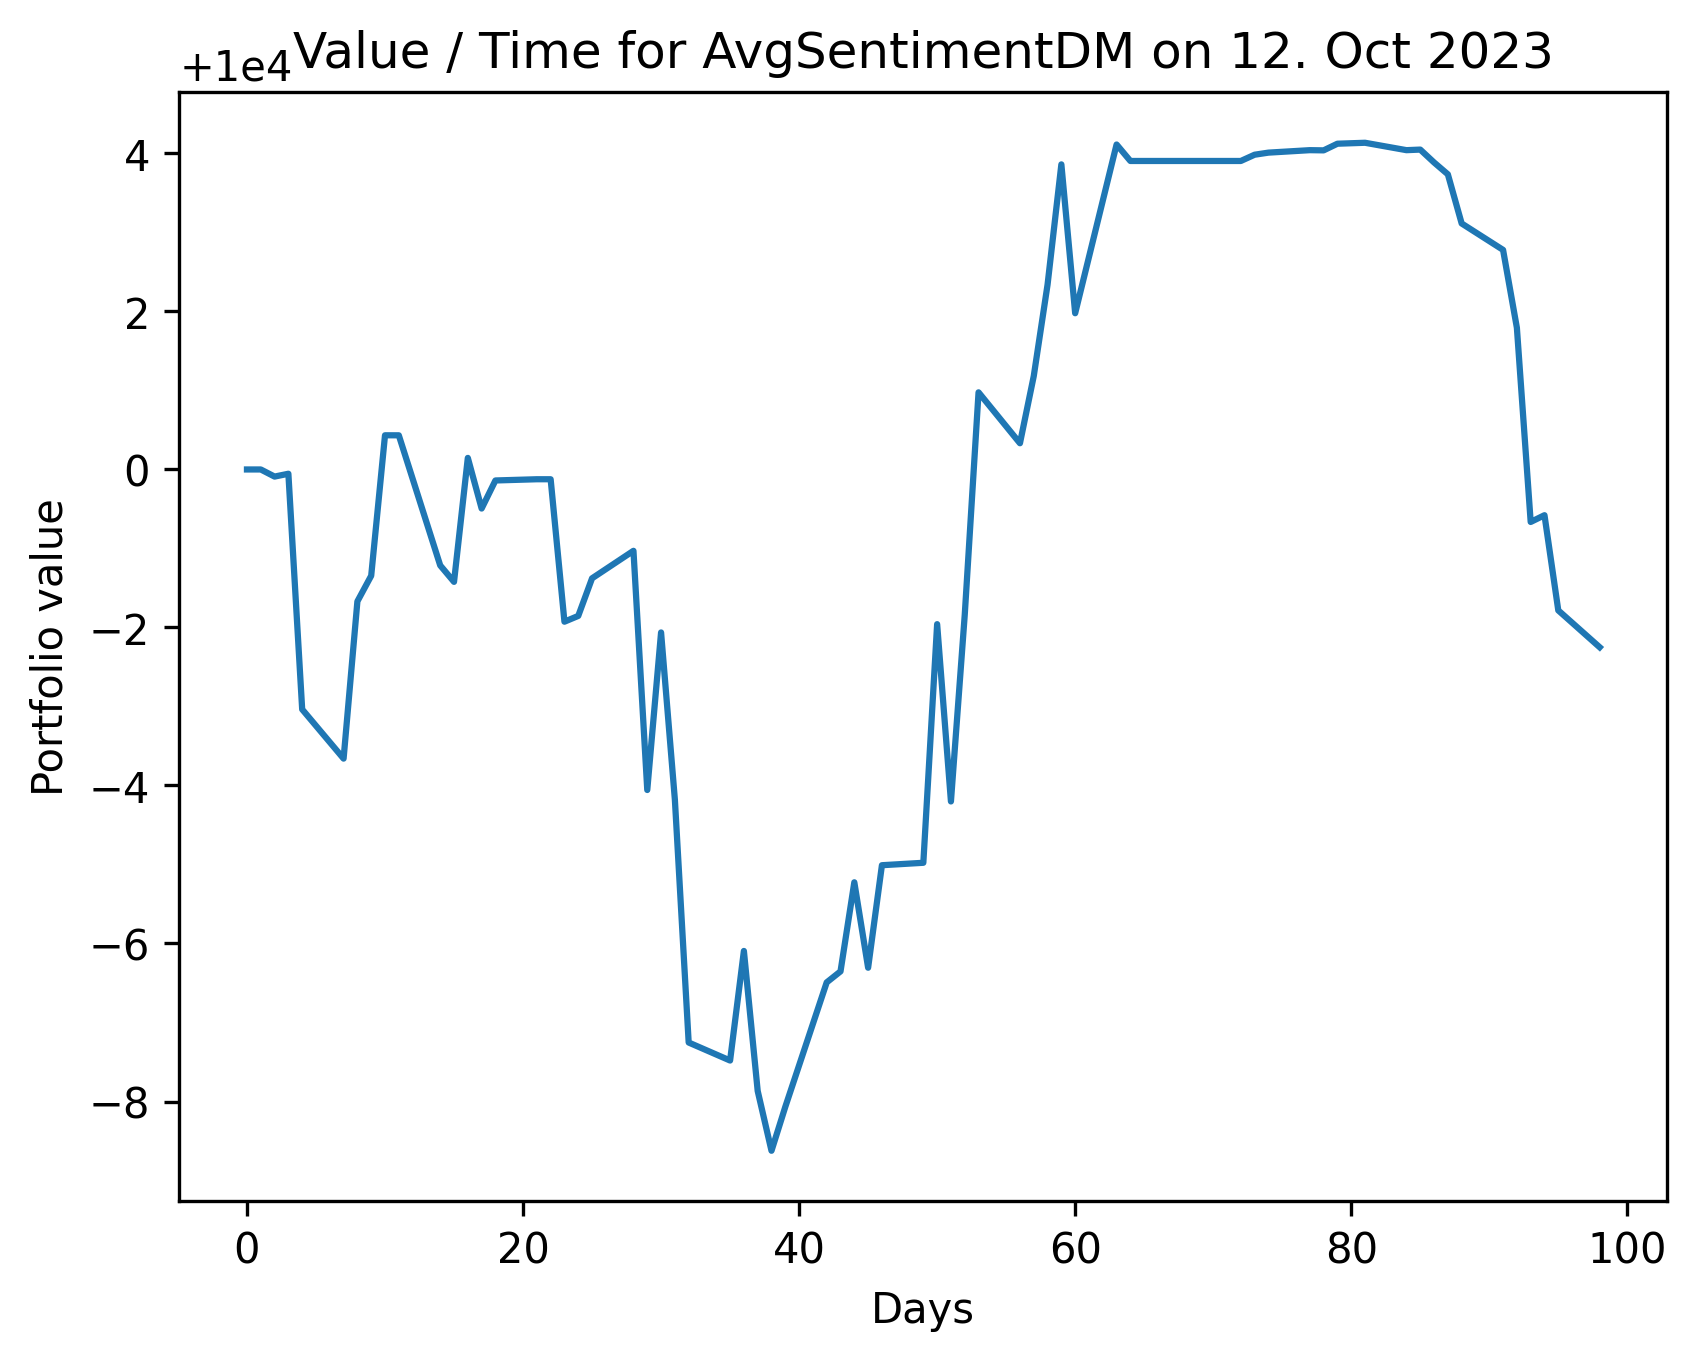 Value / Time for AvgSentimentDM on 12. Oct 2023
+1e4
4
2
0
−2
−4
−6
−8
Portfolio value
0 20 40 60 80 100
Days